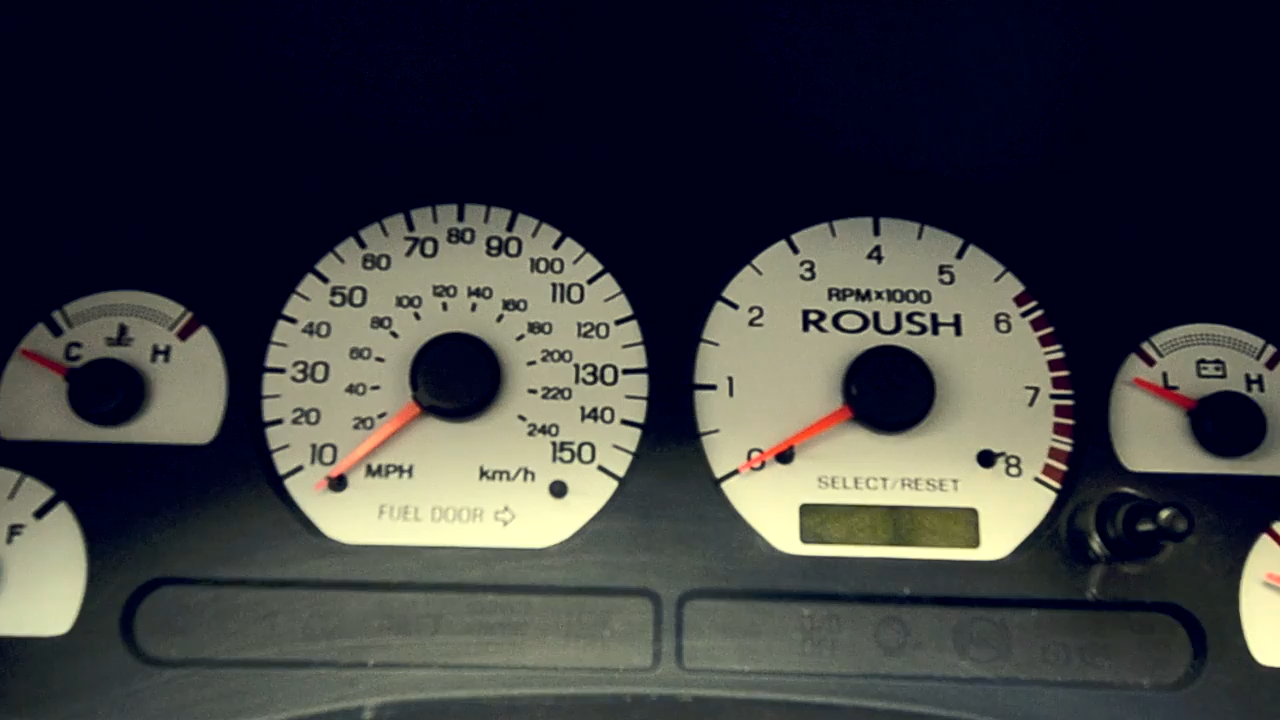 C H
F
10 20 30 40 50 60 70 80 90 100 110 120 130 140 150
20 40 60 80 100 120 140 160 180 200 220 240
MPH km/h
FUEL DOOR
0 1 2 3 4 5 6 7 8
RPM×1000
ROUSH
SELECT/RESET
L H